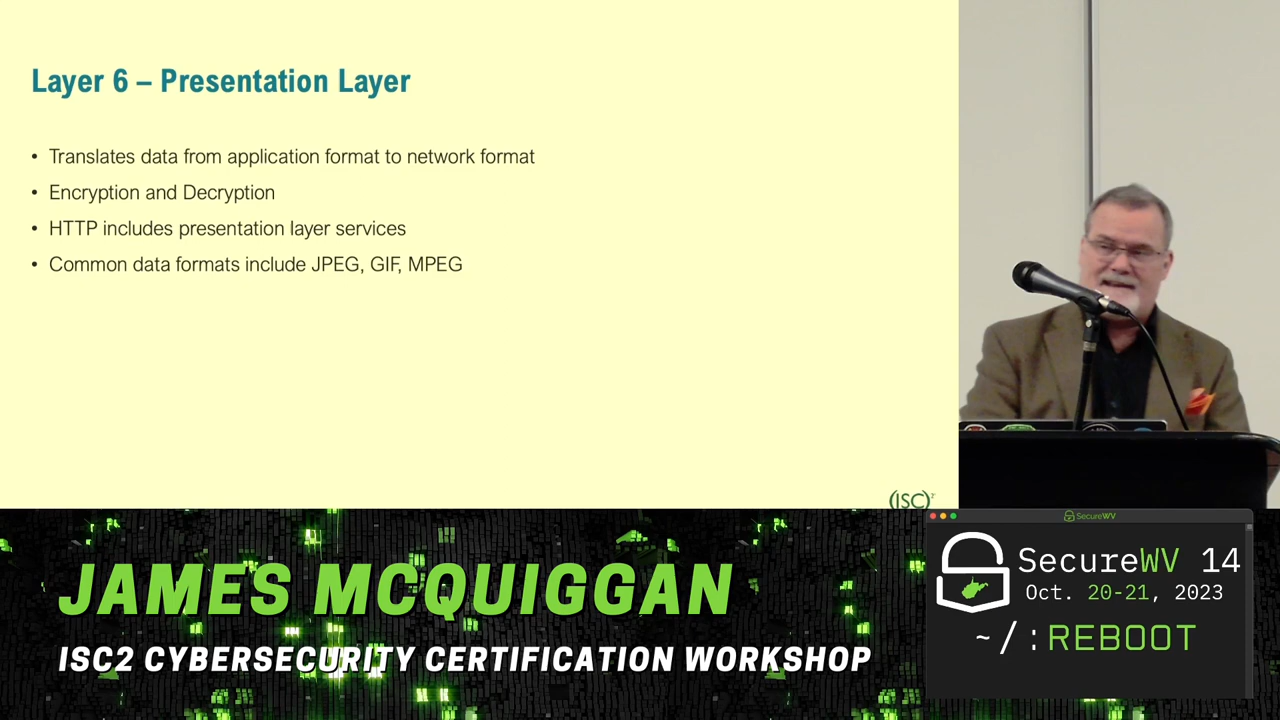 Layer 6 – Presentation Layer
• Translates data from application format to network format
• Encryption and Decryption
• HTTP includes presentation layer services
• Common data formats include JPEG, GIF, MPEG
(ISC)²
JAMES MCQUIGGAN
ISC2 CYBERSECURITY CERTIFICATION WORKSHOP
SecureWV
SecureWV 14
Oct. 20-21, 2023
~/:REBOOT